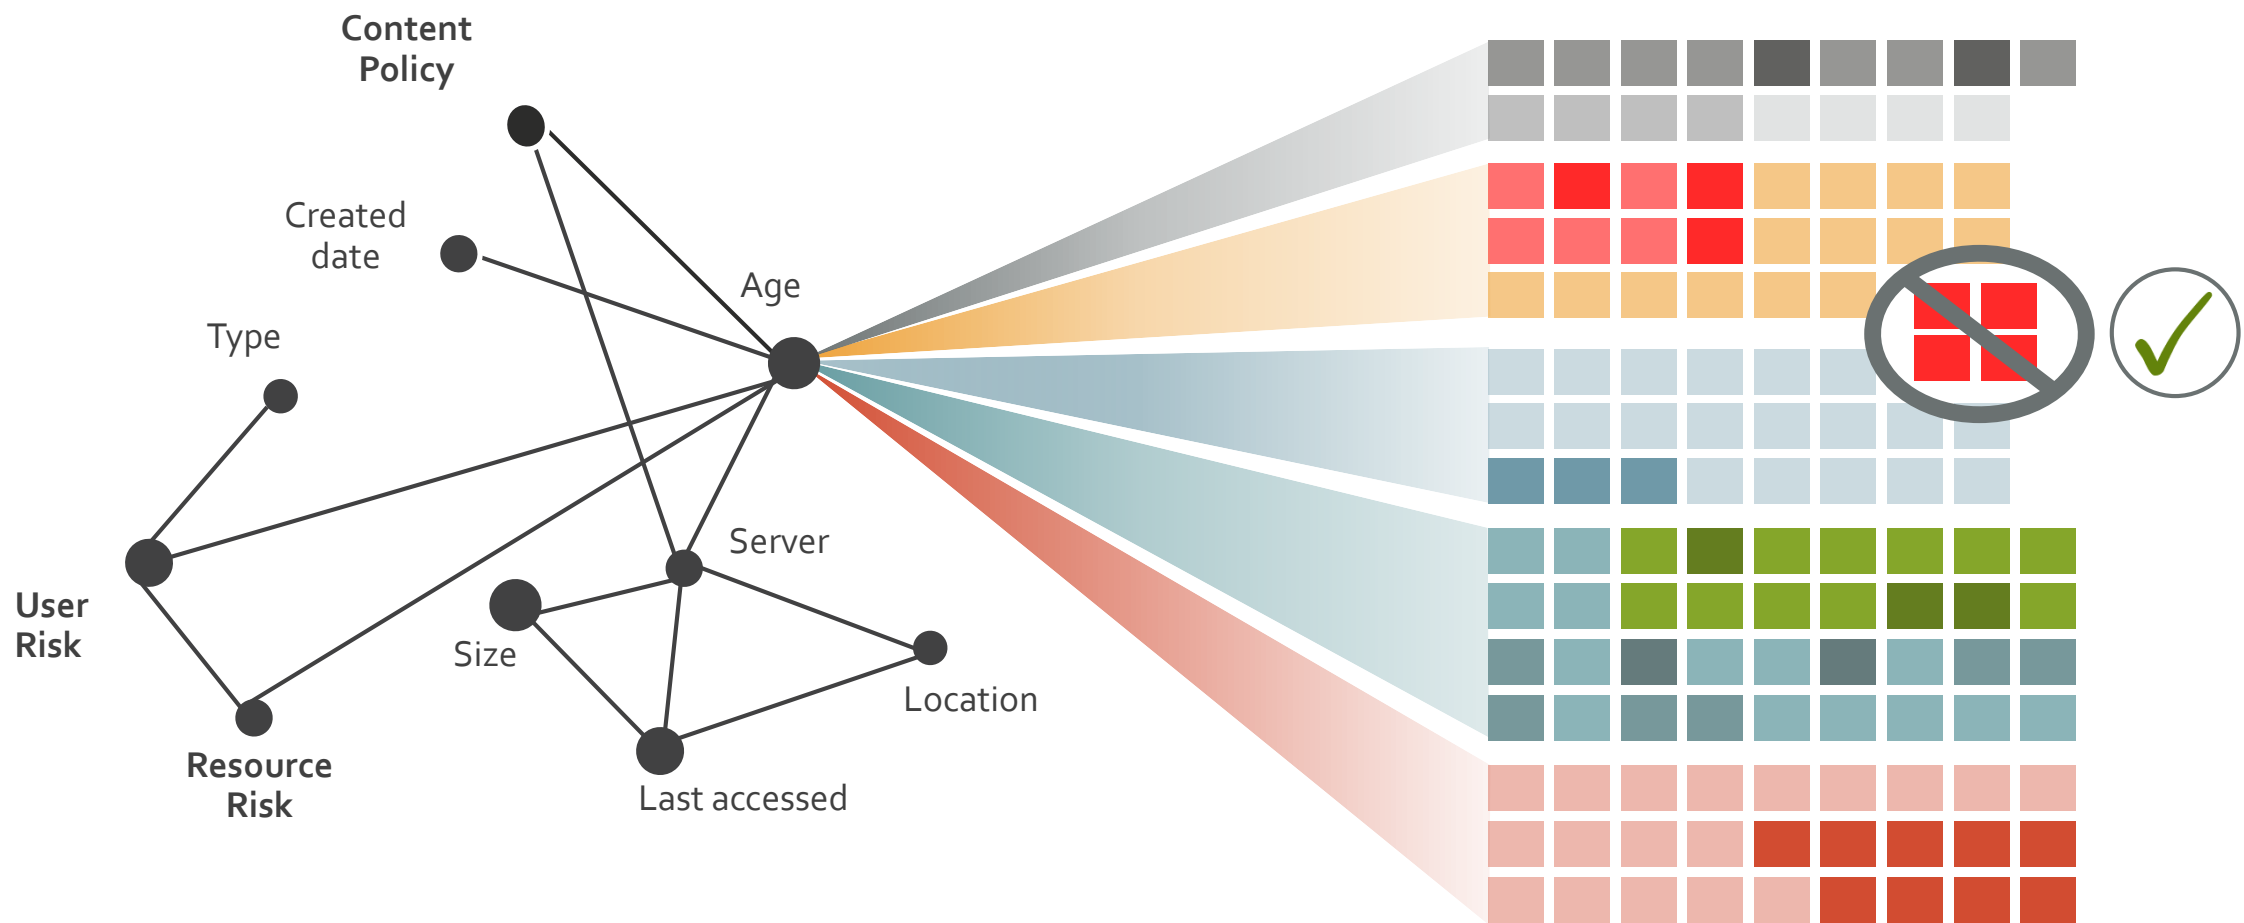 Content
Policy
Created
date
Age
Type
Server
User
Risk
Size
Location
Resource
Risk
Last accessed